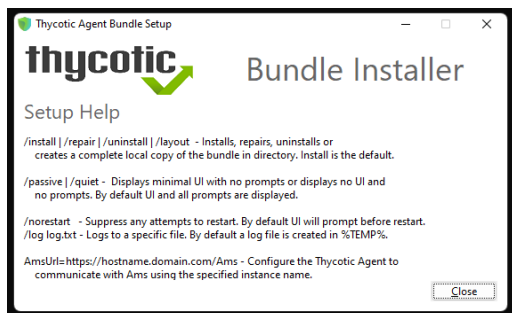 Thycotic Agent Bundle Setup
thycotic
Bundle Installer
Setup Help
/install | /repair | /uninstall | /layout - Installs, repairs, uninstalls or
creates a complete local copy of the bundle in directory. Install is the default.
/passive | /quiet - Displays minimal UI with no prompts or displays no UI and
no prompts. By default UI and all prompts are displayed.
/norestart - Suppress any attempts to restart. By default UI will prompt before restart.
/log log.txt - Logs to a specific file. By default a log file is created in %TEMP%.
AmsUrl=https://hostname.domain.com/Ams - Configure the Thycotic Agent to
communicate with Ams using the specified instance name.
Close